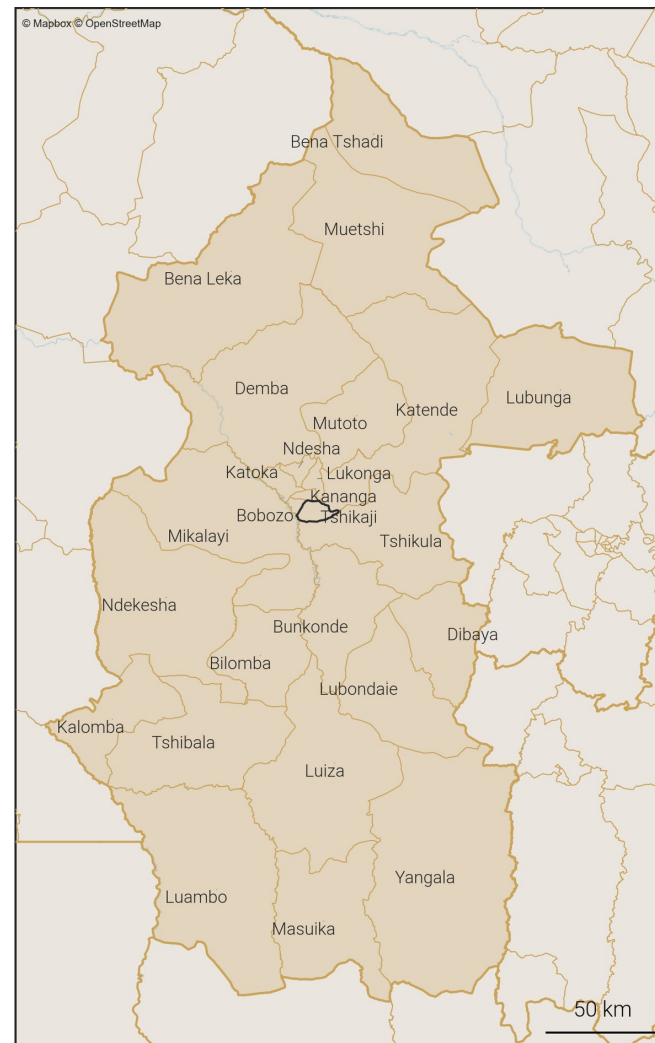 © Mapbox © OpenStreetMap
Bena Tshadi
Muetshi
Bena Leka
Demba
Katende
Lubunga
Mutoto
Ndesha
Katoka
Lukonga
Kananga
Bobozo
Tshikaji
Mikalayi
Tshikula
Ndekesha
Bunkonde
Dibaya
Bilomba
Lubondaie
Kalomba
Tshibala
Luiza
Yangala
Luambo
Masuika
50 km